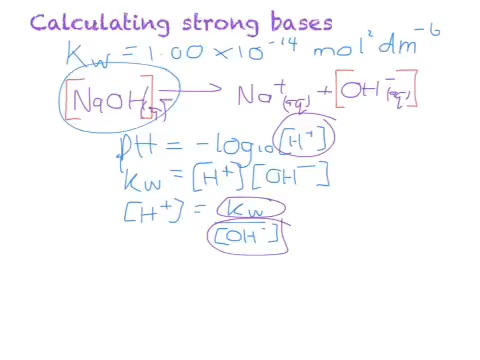 Calculating strong bases
Kw = 1.00 ×10⁻¹⁴ mol² dm⁻⁶
[NaOH(aq)] → Na⁺(aq) + [OH⁻(aq)]
pH = -log₁₀[H⁺]
Kw = [H⁺][OH⁻]
[H⁺] = Kw
[OH⁻]